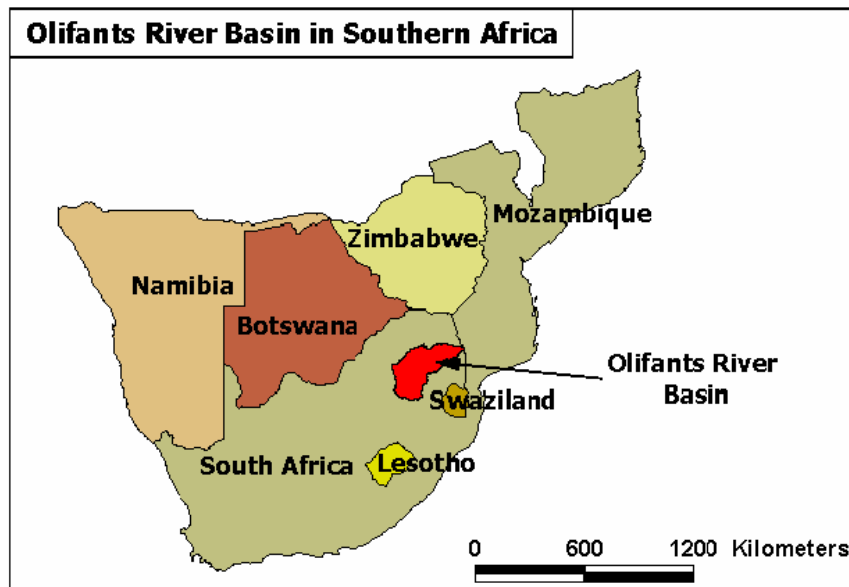 Olifants River Basin in Southern Africa
Mozambique
Zimbabwe
Namibia
Botswana
Olifants River
Basin
Swaziland
South Africa
Lesotho
0 600 1200 Kilometers